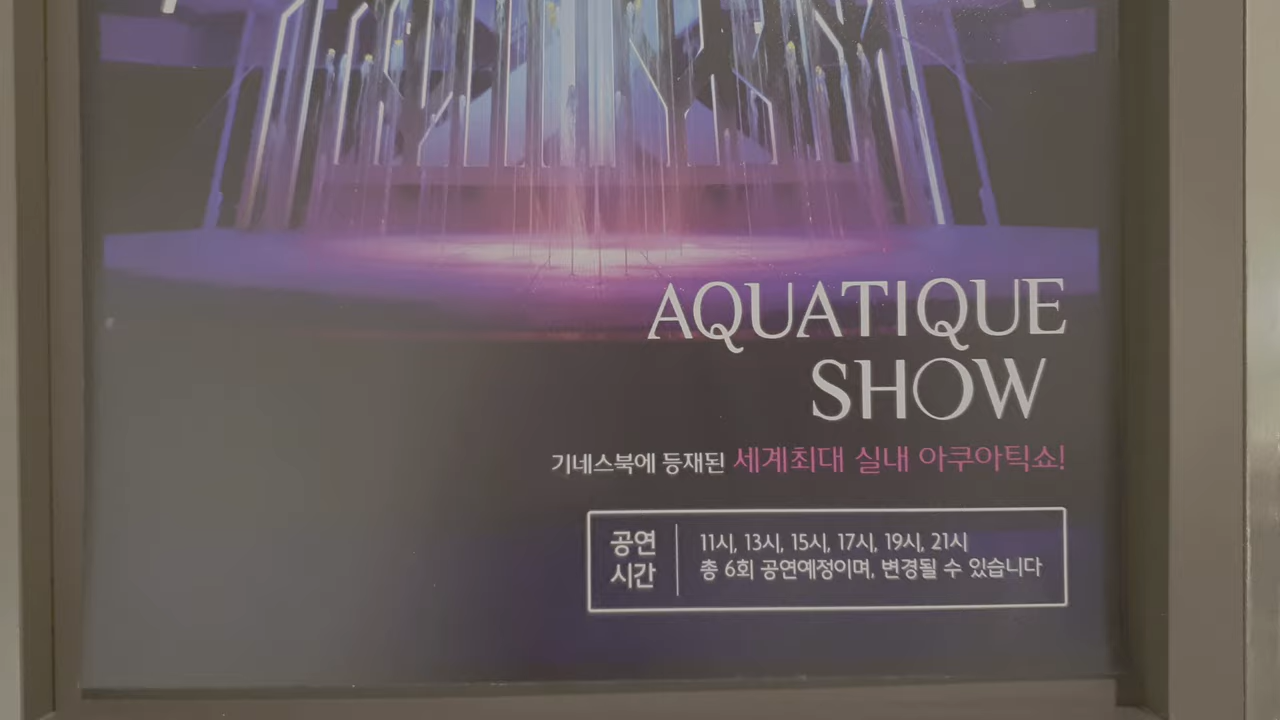 AQUATIQUE
SHOW
기네스북에 등재된 세계최대 실내 아쿠아틱쇼!
공연
시간
11시, 13시, 15시, 17시, 19시, 21시
총 6회 공연예정이며, 변경될 수 있습니다